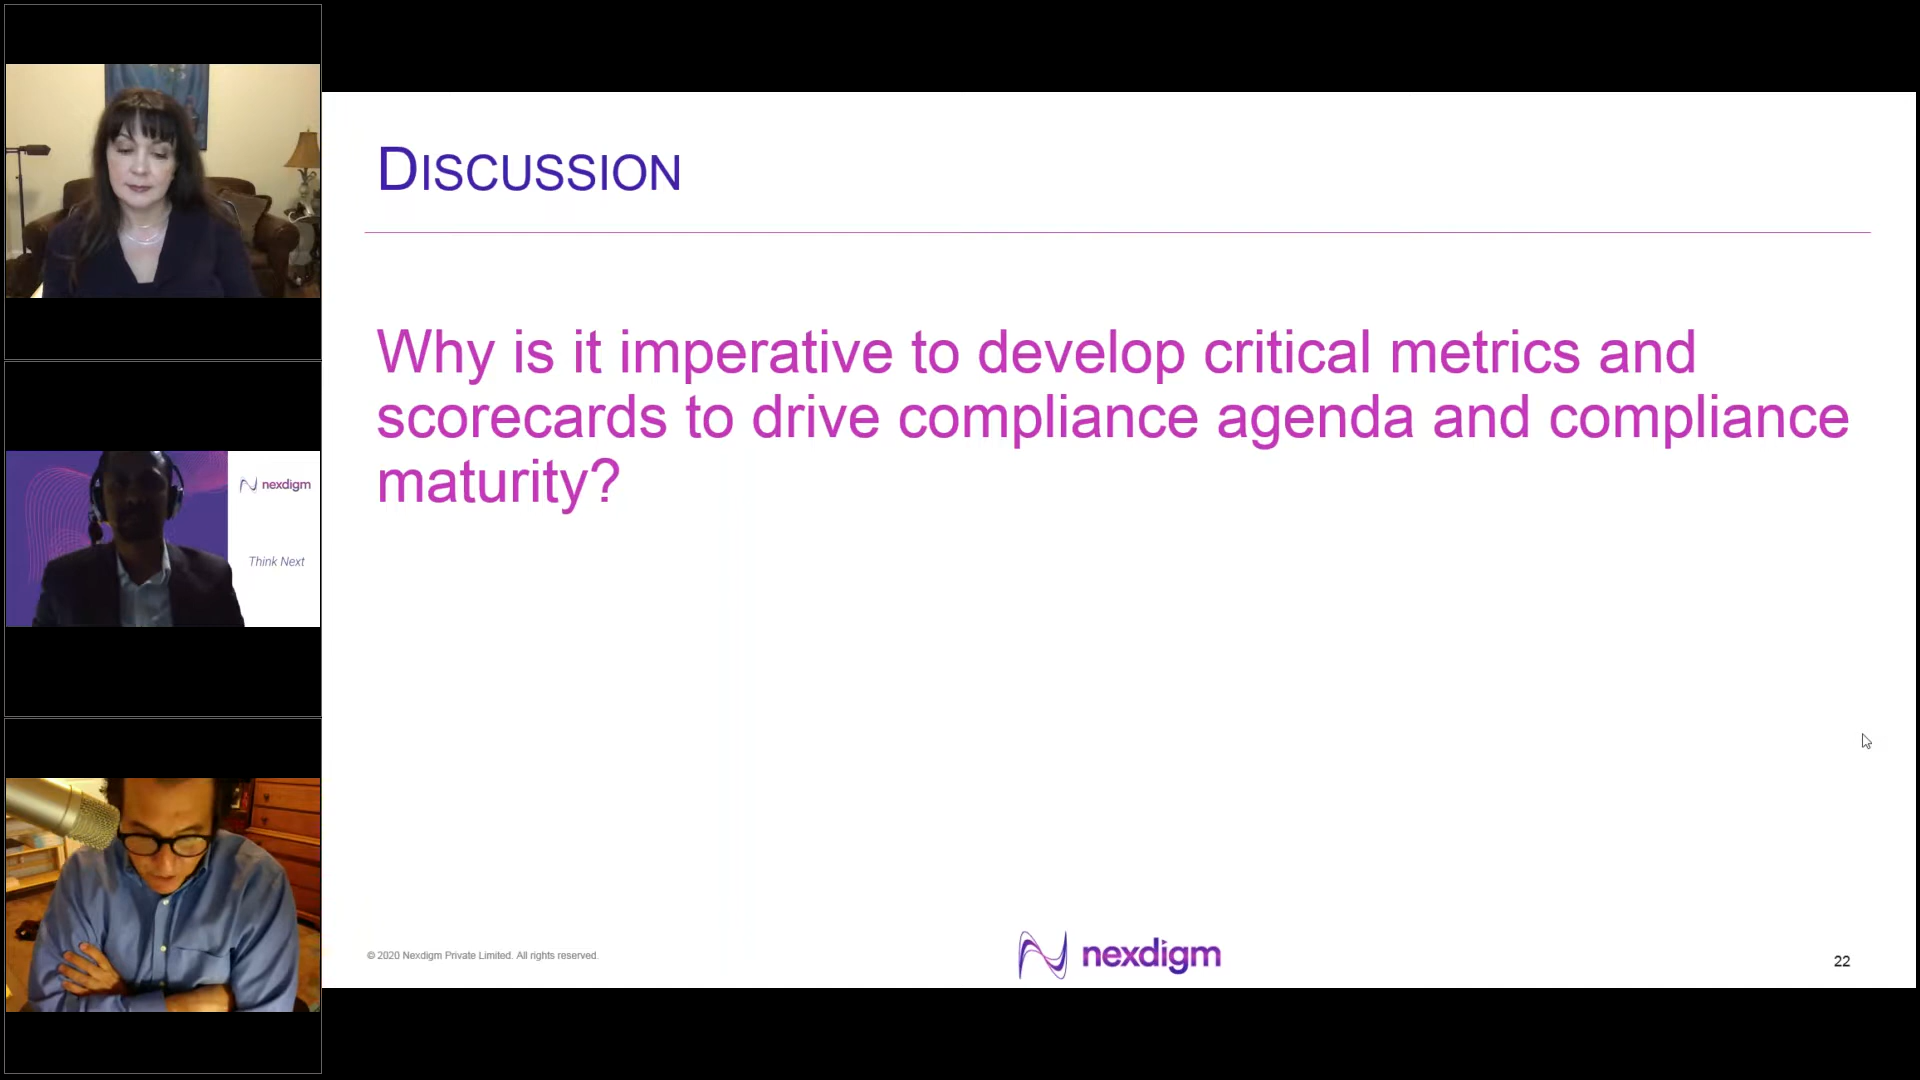 nexdigm
Think Next
DISCUSSION
Why is it imperative to develop critical metrics and
scorecards to drive compliance agenda and compliance
maturity?
© 2020 Nexdigm Private Limited. All rights reserved.
nexdigm
22